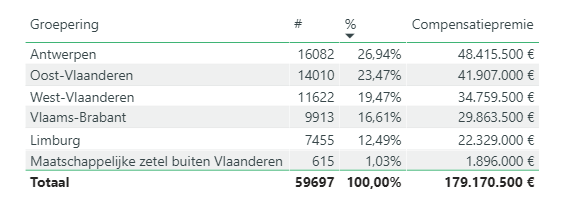 Groepering # % Compensatiepremie
Antwerpen 16082 26,94% 48.415.500 €
Oost-Vlaanderen 14010 23,47% 41.907.000 €
West-Vlaanderen 11622 19,47% 34.759.500 €
Vlaams-Brabant 9913 16,61% 29.863.500 €
Limburg 7455 12,49% 22.329.000 €
Maatschappelijke zetel buiten Vlaanderen 615 1,03% 1.896.000 €
Totaal 59697 100,00% 179.170.500 €